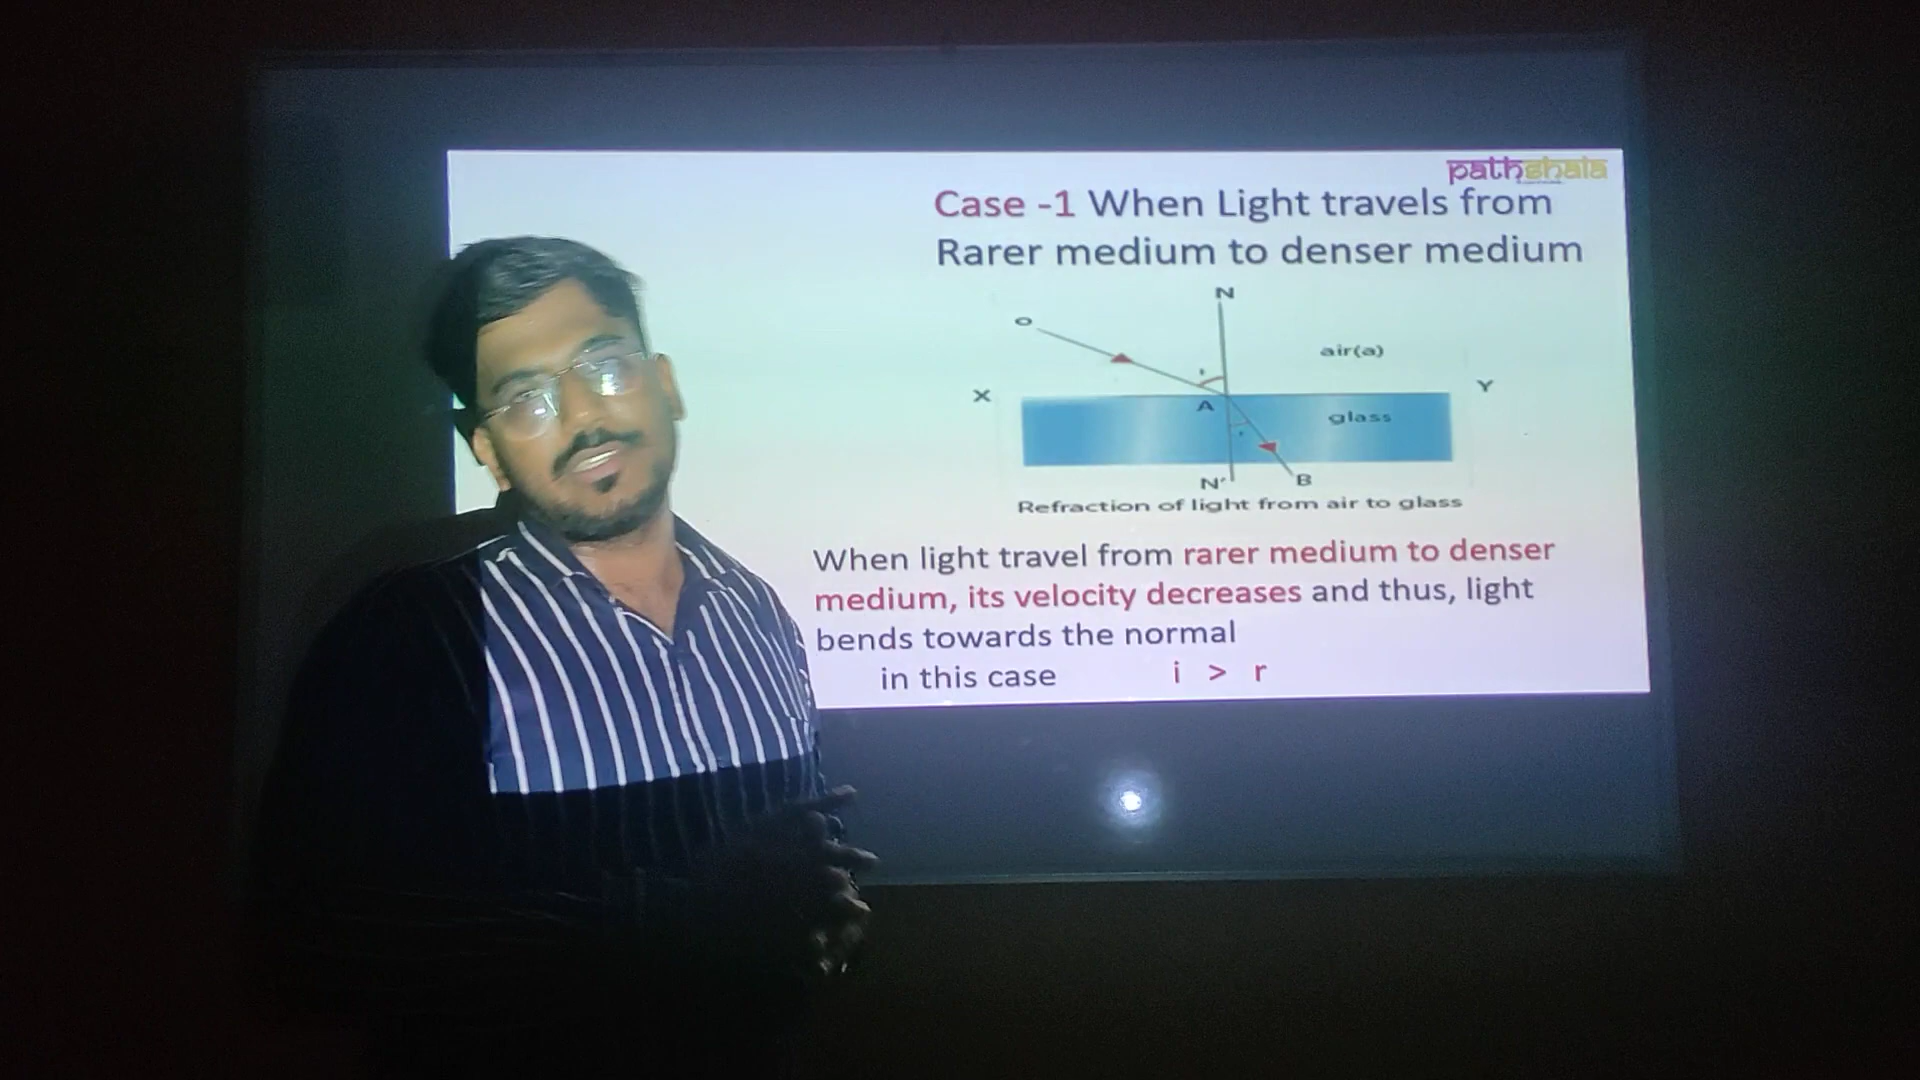 pathshala
Case -1 When Light travels from
Rarer medium to denser medium
N
O
air(a)
X
Y
A
glass
N'
B
Refraction of light from air to glass
When light travel from rarer medium to denser
medium, its velocity decreases and thus, light
bends towards the normal
in this case i > r